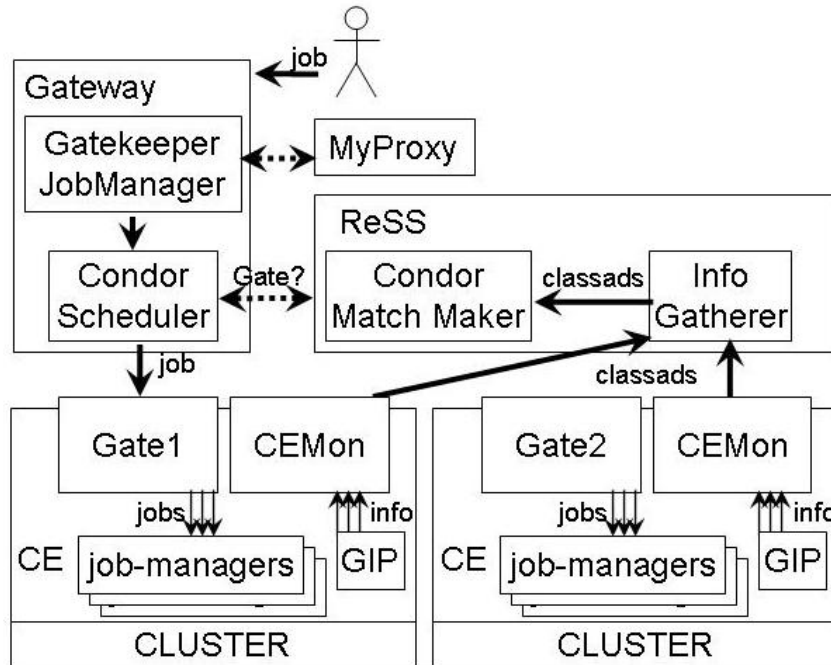 job
Gateway
Gatekeeper
JobManager
MyProxy
ReSS
Condor
Scheduler
Gate?
Condor
Match Maker
classads
Info
Gatherer
job
classads
Gate1
CEMon
Gate2
CEMon
jobs
info
jobs
info
CE
job-managers
GIP
CE
job-managers
GIP
CLUSTER
CLUSTER